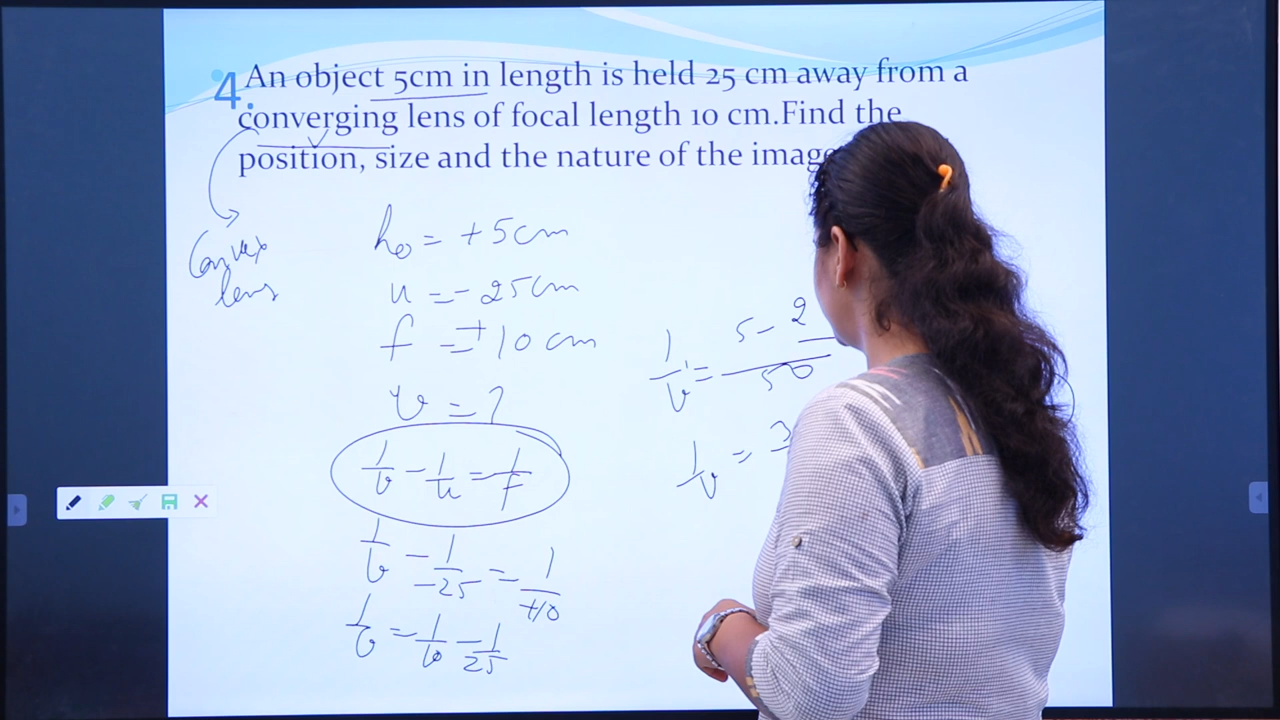 4. An object 5cm in length is held 25 cm away from a
converging lens of focal length 10 cm.Find the
position, size and the nature of the
Convex
lens
h₀ = +5cm
u = - 25cm
f = +10 cm
v = ?
1/v - 1/u = 1/f
1/v - 1/-25 = 1/+10
1/v = 1/10 - 1/25
1/v = 5-2/50
1/v = 3